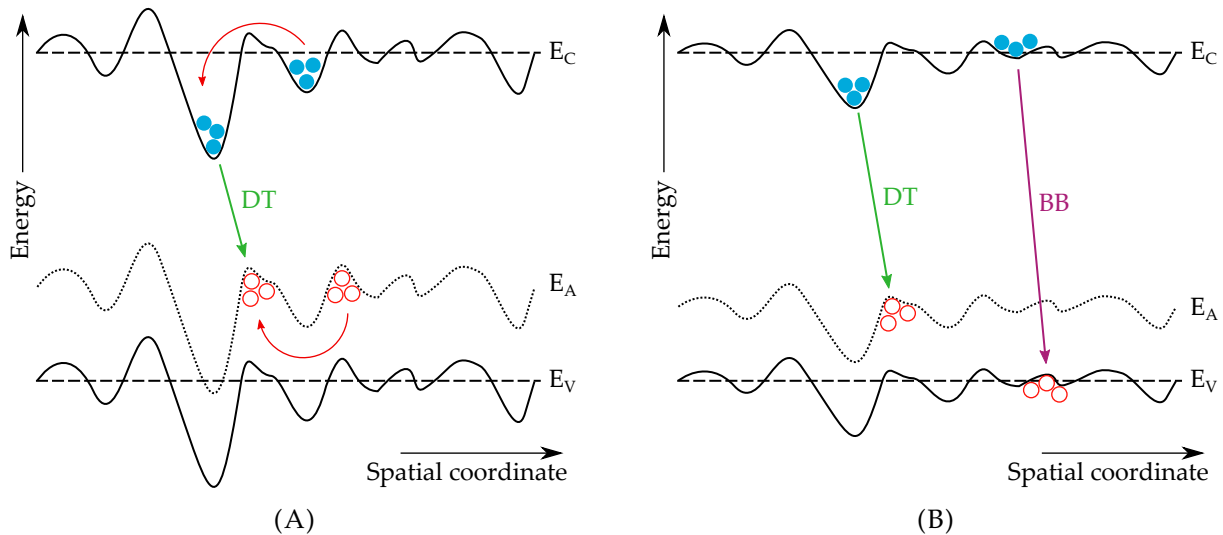 Energy
E_C
DT
E_A
E_V
Spatial coordinate
(A)
Energy
E_C
DT
BB
E_A
E_V
Spatial coordinate
(B)